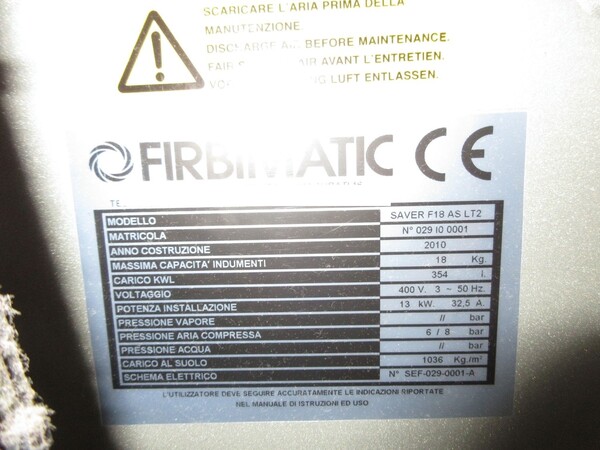 SCARICARE L'ARIA PRIMA DELLA
MANUTENZIONE.
DISCHARGE AIR BEFORE MAINTENANCE.
FAIR AIR AVANT L'ENTRETIEN.
LUFT ENTLASSEN.
FIRBIMATIC CE
MODELLO SAVER F18 AS LT2
MATRICOLA N° 029 I0 0001
ANNO COSTRUZIONE 2010
MASSIMA CAPACITA' INDUMENTI 18 Kg.
CARICO KWL 354 l.
VOLTAGGIO 400 V. 3 ~ 50 Hz.
POTENZA INSTALLAZIONE 13 kW 32,5 A.
PRESSIONE VAPORE // bar
PRESSIONE ARIA COMPRESSA 6 / 8 bar
PRESSIONE ACQUA // bar
CARICO AL SUOLO 1036 Kg./m²
SCHEMA ELETTRICO N° SEF-029-0001-A
L'UTILIZZATORE DEVE SEGUIRE ACCURATAMENTE LE INDICAZIONI RIPORTATE
NEL MANUALE DI ISTRUZIONI ED USO